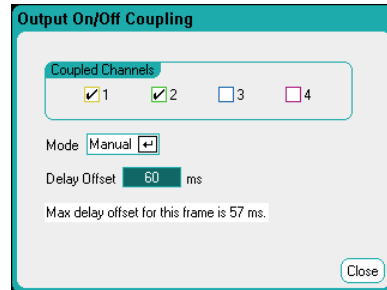 Output On/Off Coupling
Coupled Channels
1 2 3 4
Mode Manual
Delay Offset 60 ms
Max delay offset for this frame is 57 ms.
Close